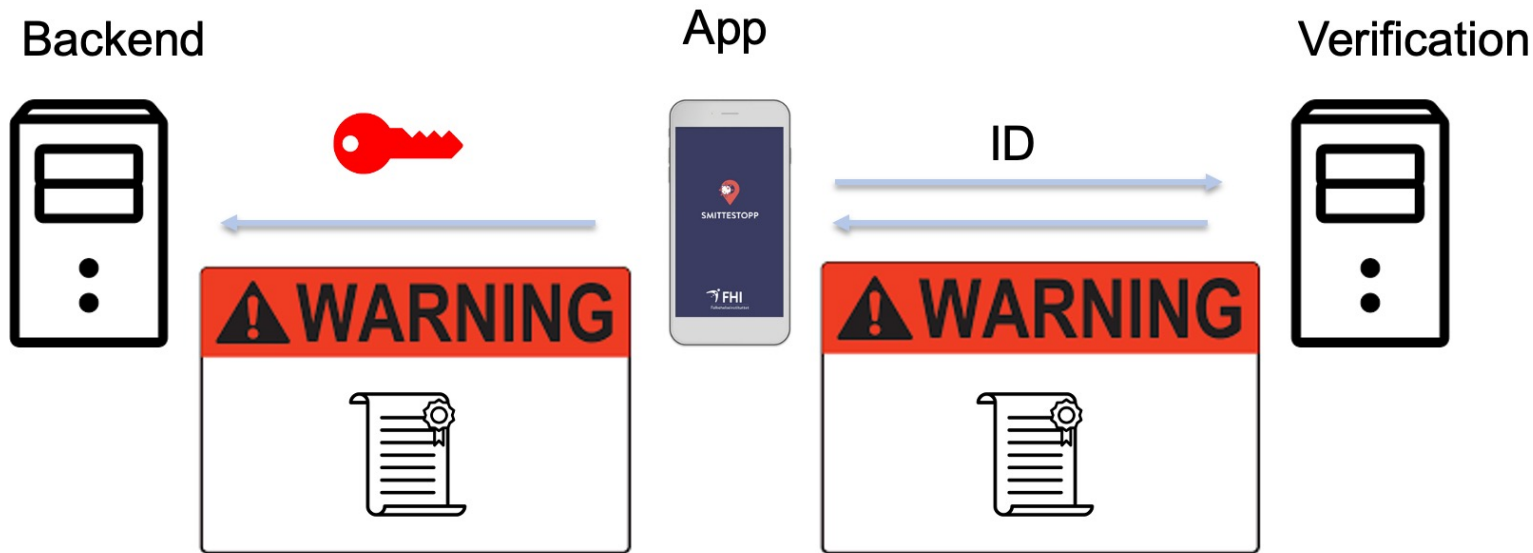 Backend
App
Verification
ID
SMITTESTOPP
FHI
WARNING
WARNING